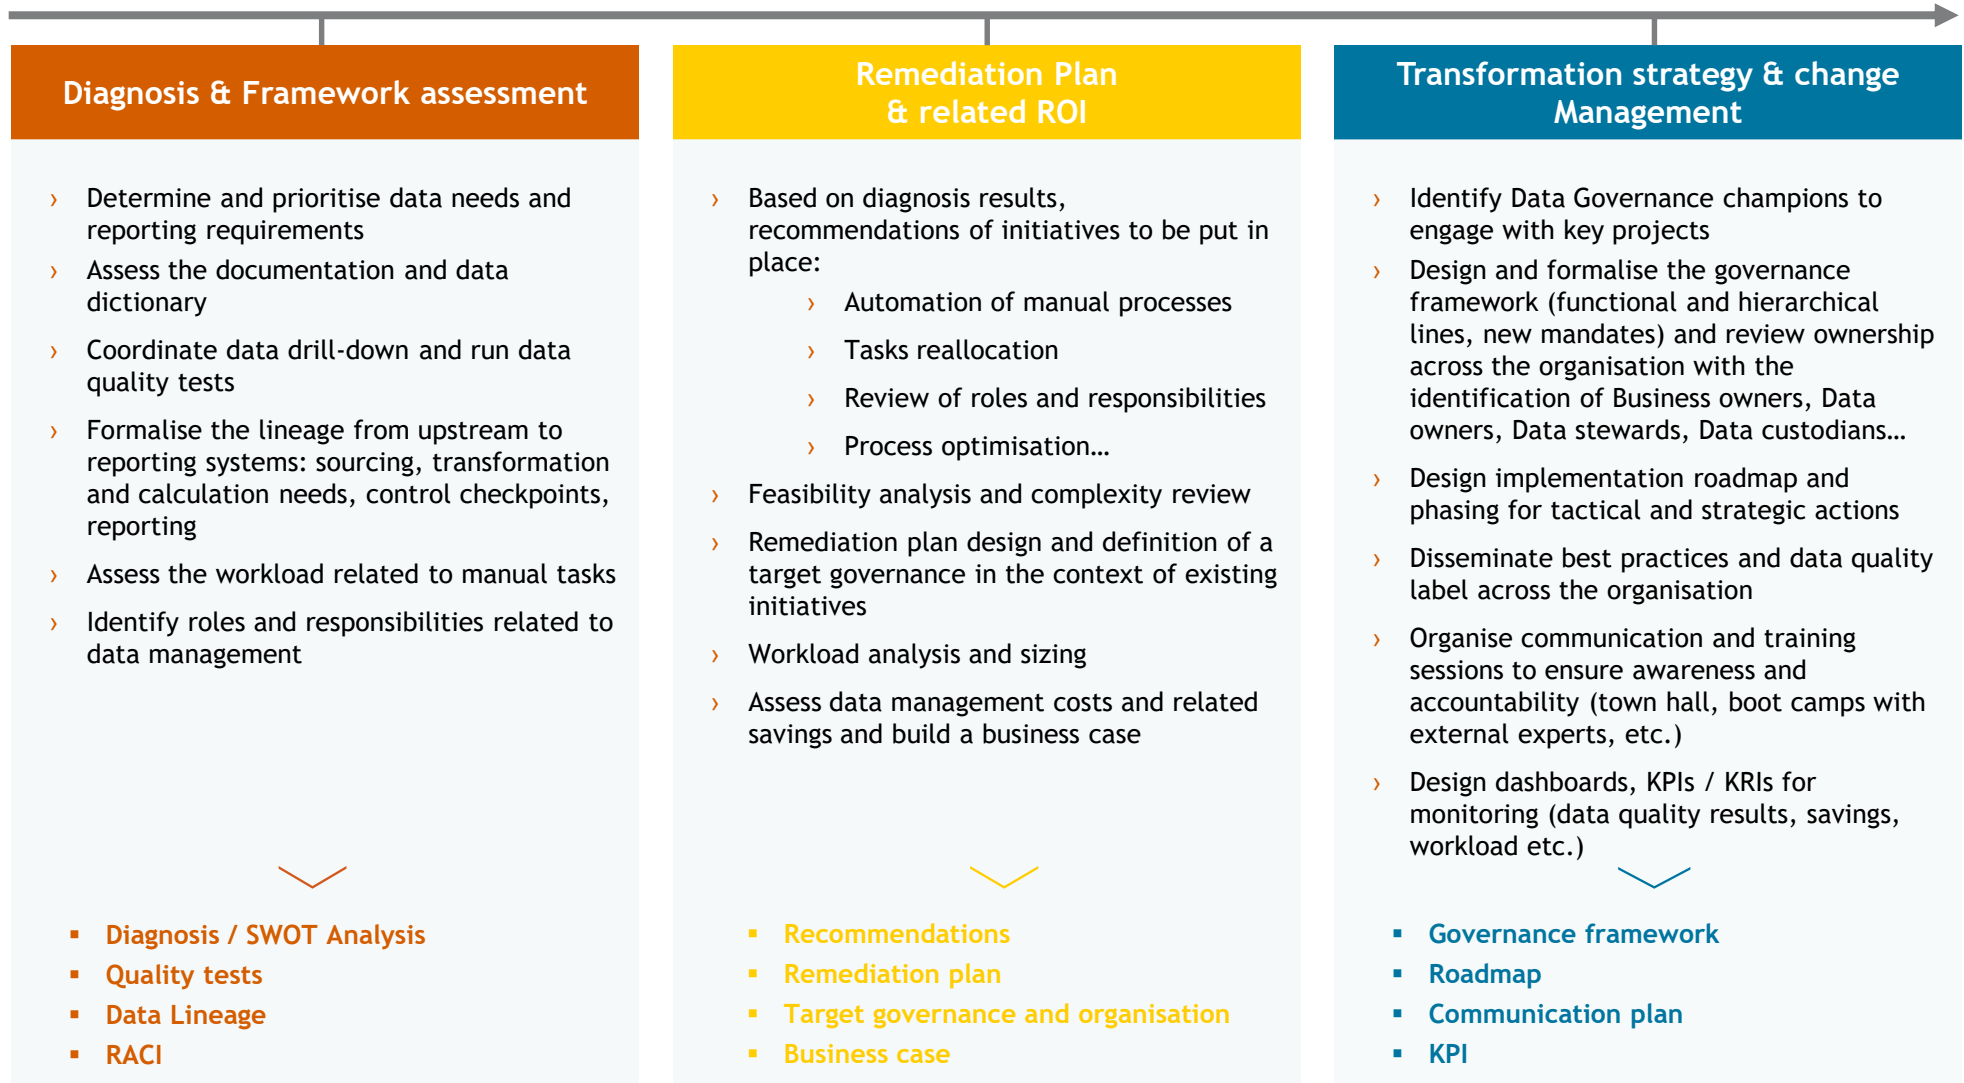 Diagnosis & Framework assessment
› Determine and prioritise data needs and
reporting requirements
› Assess the documentation and data
dictionary
› Coordinate data drill-down and run data
quality tests
› Formalise the lineage from upstream to
reporting systems: sourcing, transformation
and calculation needs, control checkpoints,
reporting
› Assess the workload related to manual tasks
› Identify roles and responsibilities related to
data management
▪ Diagnosis / SWOT Analysis
▪ Quality tests
▪ Data Lineage
▪ RACI
Remediation Plan
& related ROI
› Based on diagnosis results,
recommendations of initiatives to be put in
place:
› Automation of manual processes
› Tasks reallocation
› Review of roles and responsibilities
› Process optimisation…
› Feasibility analysis and complexity review
› Remediation plan design and definition of a
target governance in the context of existing
initiatives
› Workload analysis and sizing
› Assess data management costs and related
savings and build a business case
▪ Recommendations
▪ Remediation plan
▪ Target governance and organisation
▪ Business case
Transformation strategy & change
Management
› Identify Data Governance champions to
engage with key projects
› Design and formalise the governance
framework (functional and hierarchical
lines, new mandates) and review ownership
across the organisation with the
identification of Business owners, Data
owners, Data stewards, Data custodians…
› Design implementation roadmap and
phasing for tactical and strategic actions
› Disseminate best practices and data quality
label across the organisation
› Organise communication and training
sessions to ensure awareness and
accountability (town hall, boot camps with
external experts, etc.)
› Design dashboards, KPIs / KRIs for
monitoring (data quality results, savings,
workload etc.)
▪ Governance framework
▪ Roadmap
▪ Communication plan
▪ KPI